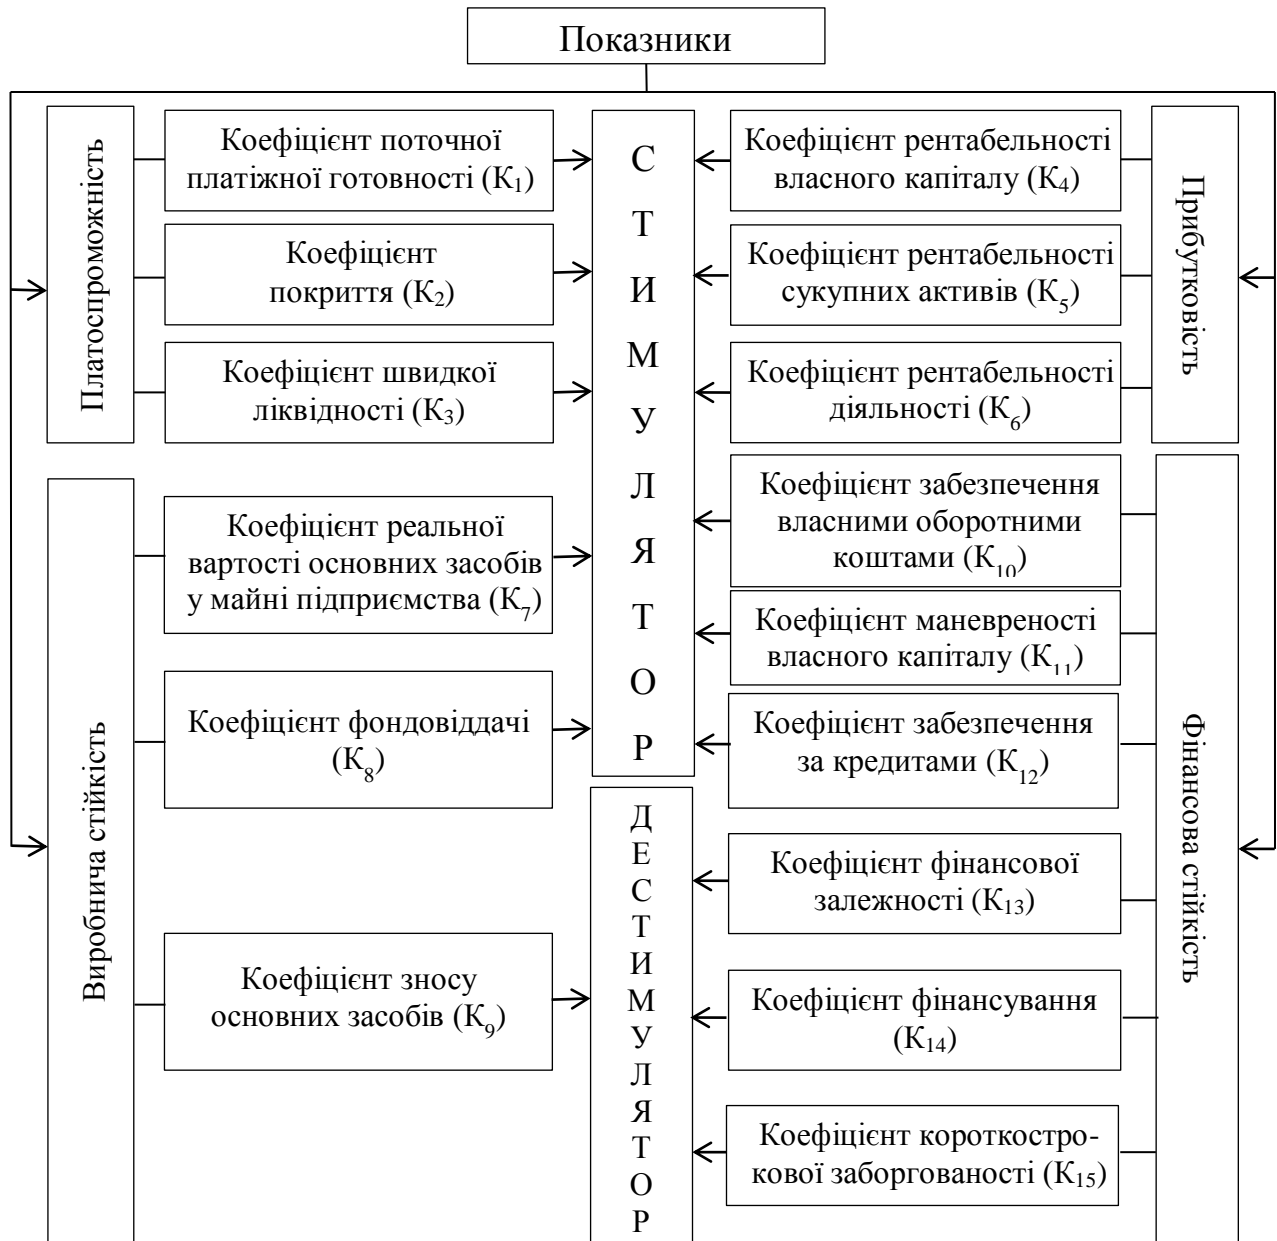 Показники
Платоспроможність
Коефіцієнт поточної
платіжної готовності (К₁)
Коефіцієнт
покриття (К₂)
Коефіцієнт швидкої
ліквідності (К₃)
Виробнича стійкість
Коефіцієнт реальної
вартості основних засобів
у майні підприємства (К₇)
Коефіцієнт фондовіддачі
(К₈)
Коефіцієнт зносу
основних засобів (К₉)
СТИМУЛЯТОР
ДЕСТИМУЛЯТОР
Коефіцієнт рентабельності
власного капіталу (К₄)
Коефіцієнт рентабельності
сукупних активів (К₅)
Коефіцієнт рентабельності
діяльності (К₆)
Прибутковість
Коефіцієнт забезпечення
власними оборотними
коштами (К₁₀)
Коефіцієнт маневреності
власного капіталу (К₁₁)
Коефіцієнт забезпечення
за кредитами (К₁₂)
Коефіцієнт фінансової
залежності (К₁₃)
Коефіцієнт фінансування
(К₁₄)
Коефіцієнт короткостро-
кової заборгованості (К₁₅)
Фінансова стійкість